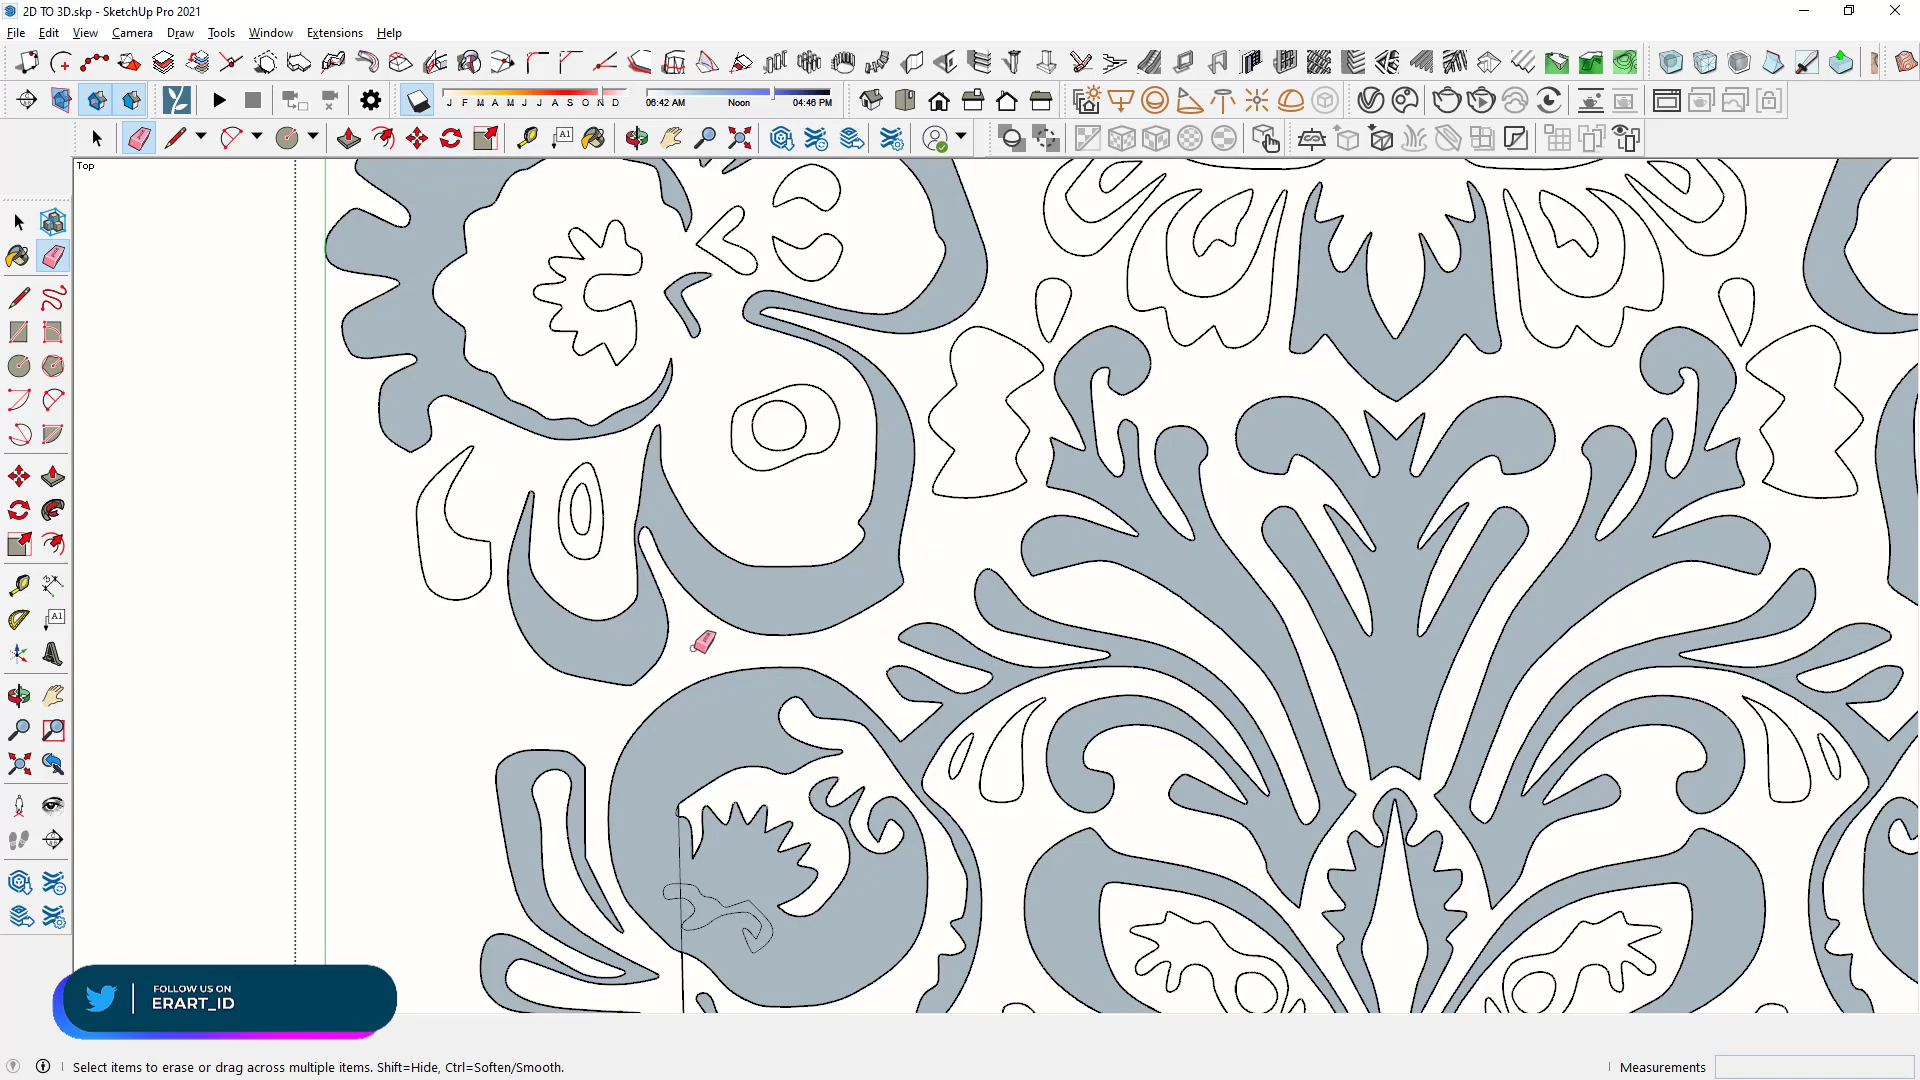 2D TO 3D.skp - SketchUp Pro 2021
File Edit View Camera Draw Tools Window Extensions Help
J F M A M J J A S O N D 06:42 AM Noon 04:46 PM
A1
Top
A1
FOLLOW US ON
ERART_ID
Select items to erase or drag across multiple items. Shift=Hide, Ctrl=Soften/Smooth.
Measurements